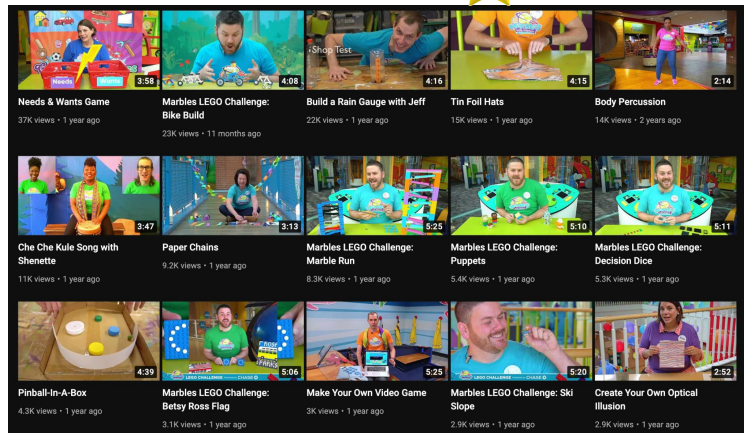 Needs
Wants
3:58
4:08
Shop Test
4:16
4:15
2:14
Needs & Wants Game
Marbles LEGO Challenge:
Bike Build
Build a Rain Gauge with Jeff
Tin Foil Hats
Body Percussion
37K views • 1 year ago
23K views • 11 months ago
22K views • 1 year ago
15K views • 1 year ago
14K views • 2 years ago
3:47
3:13
5:25
5:10
5:11
Che Che Kule Song with
Shenette
Paper Chains
Marbles LEGO Challenge:
Marble Run
Marbles LEGO Challenge:
Puppets
Marbles LEGO Challenge:
Decision Dice
11K views • 1 year ago
9.2K views • 1 year ago
8.3K views • 1 year ago
5.4K views • 1 year ago
5.3K views • 1 year ago
4:39
LEGO CHALLENGE
CHASE
5:06
5:25
LEGO CHALLENGE
CHASE
5:20
2:52
Pinball-In-A-Box
Marbles LEGO Challenge:
Betsy Ross Flag
Make Your Own Video Game
Marbles LEGO Challenge: Ski
Slope
Create Your Own Optical
Illusion
4.3K views • 1 year ago
3.1K views • 1 year ago
3K views • 1 year ago
2.9K views • 1 year ago
2.9K views • 1 year ago